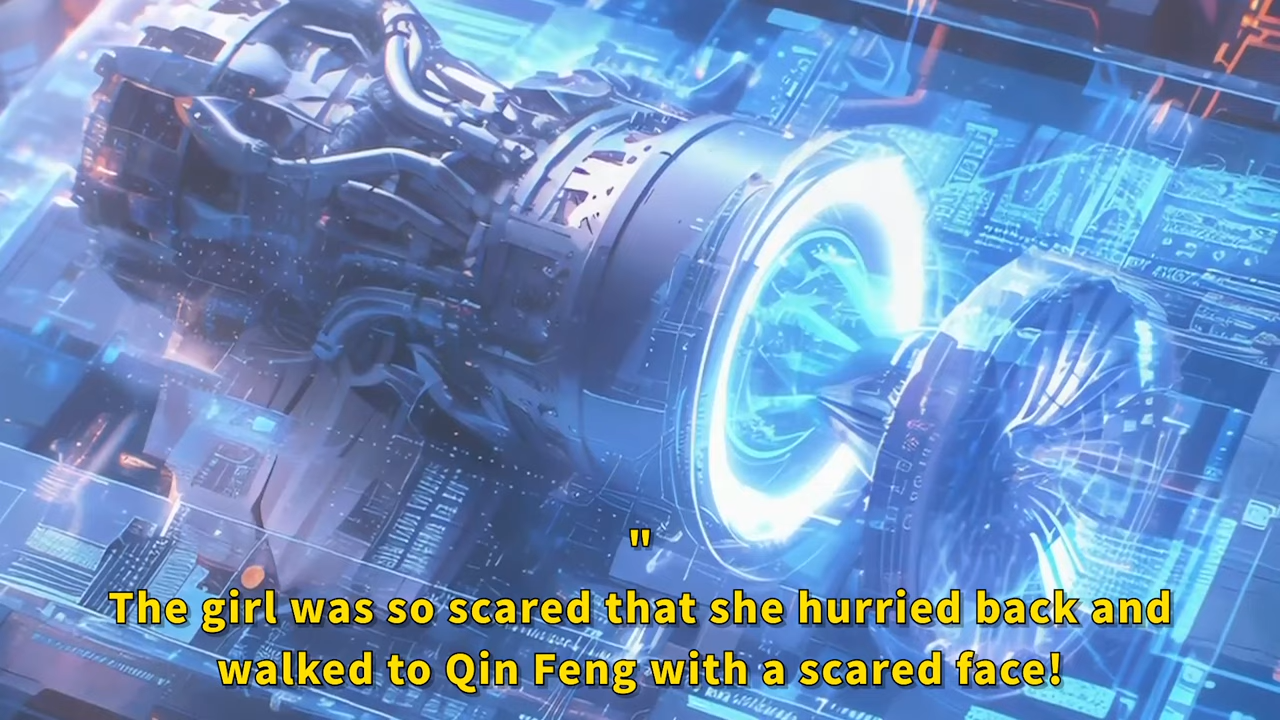 "
The girl was so scared that she hurried back and
walked to Qin Feng with a scared face!